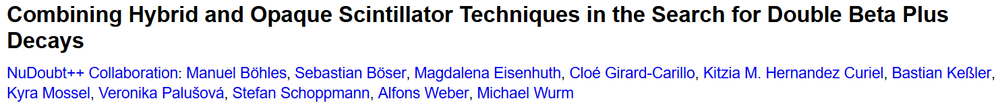 Combining Hybrid and Opaque Scintillator Techniques in the Search for Double Beta Plus
Decays
NuDoubt++ Collaboration: Manuel Böhles, Sebastian Böser, Magdalena Eisenhuth, Cloé Girard-Carillo, Kitzia M. Hernandez Curiel, Bastian Keßler,
Kyra Mossel, Veronika Palušová, Stefan Schoppmann, Alfons Weber, Michael Wurm